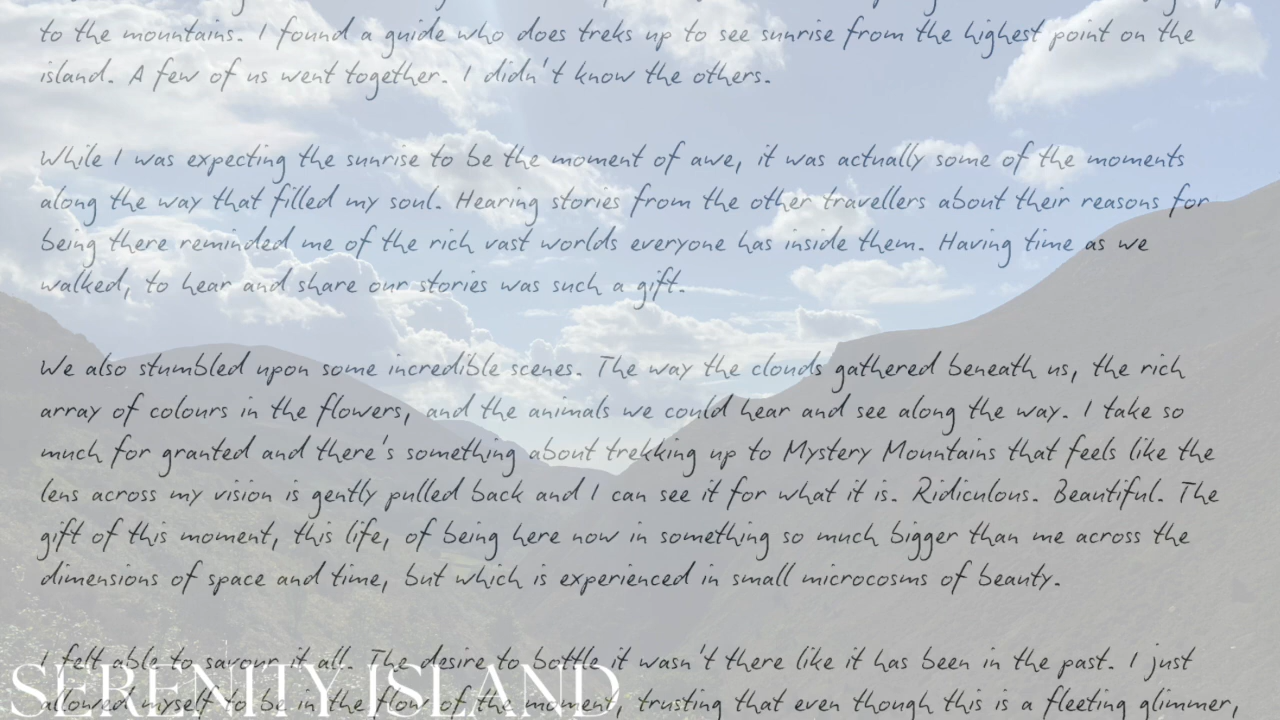 to the mountains. I found a guide who does treks up to see sunrise from the highest point on the
island. A few of us went together. I didn't know the others.
While I was expecting the sunrise to be the moment of awe, it was actually some of the moments
along the way that filled my soul. Hearing stories from the other travellers about their reasons for
being there reminded me of the rich vast worlds everyone has inside them. Having time as we
walked, to hear and share our stories was such a gift.
We also stumbled upon some incredible scenes. The way the clouds gathered beneath us, the rich
array of colours in the flowers, and the animals we could hear and see along the way. I take so
much for granted and there's something about trekking up to Mystery Mountains that feels like the
lens across my vision is gently pulled back and I can see it for what it is. Ridiculous. Beautiful. The
gift of this moment, this life, of being here now in something so much bigger than me across the
dimensions of space and time, but which is experienced in small microcosms of beauty.
I felt able to savour it all. The desire to bottle it wasn't there like it has been in the past. I just
allowed myself to be in the flow of the moment, trusting that even though this is a fleeting glimmer,
SERENITY ISLAND